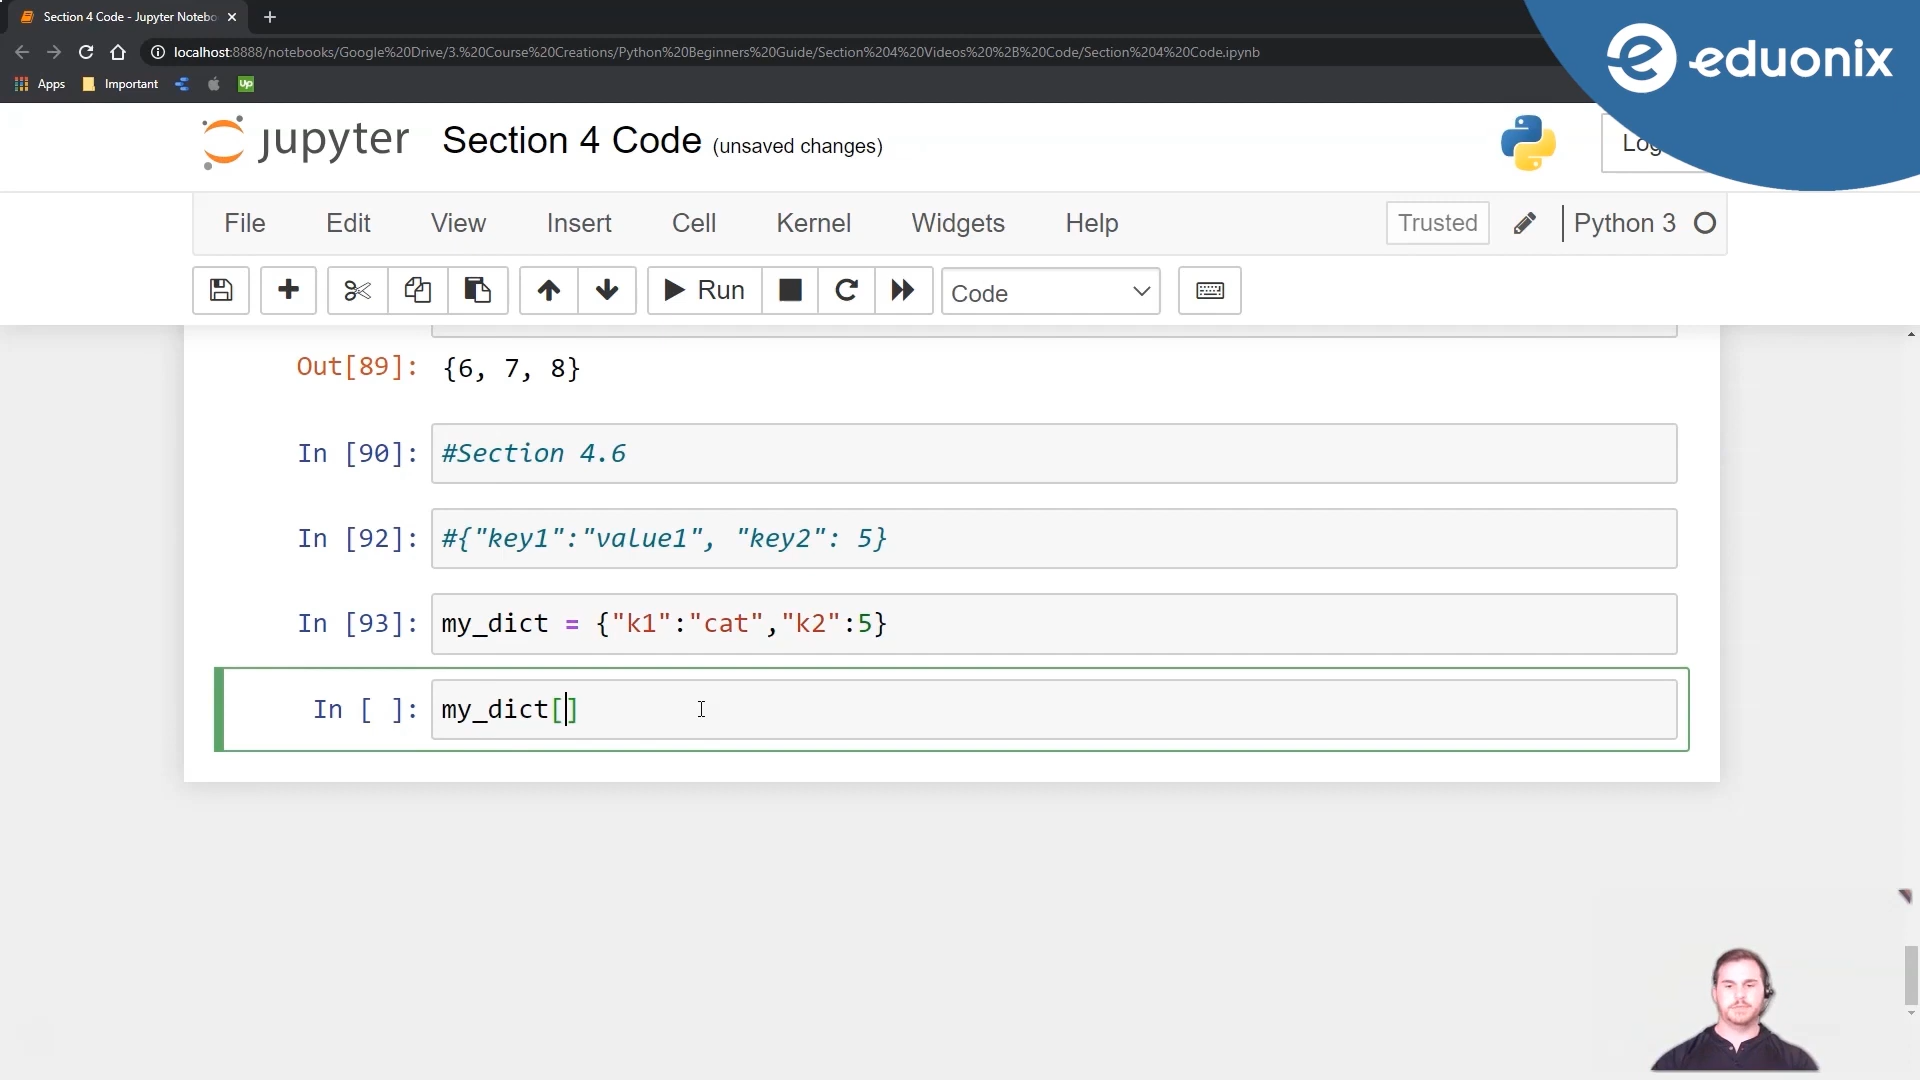 Section 4 Code - Jupyter Notebo
localhost:8888/notebooks/Google%20Drive/3.%20Course%20Creations/Python%20Beginners%20Guide/Section%204%20Videos%20%2B%20Code/Section%204%20Code.ipynb
Apps Important up
eduonix
jupyter Section 4 Code (unsaved changes)
Log
File Edit View Insert Cell Kernel Widgets Help Trusted Python 3
Run Code
Out[89]: {6, 7, 8}
In [90]: #Section 4.6
In [92]: #{"key1":"value1", "key2": 5}
In [93]: my_dict = {"k1":"cat","k2":5}
In [ ]: my_dict[]